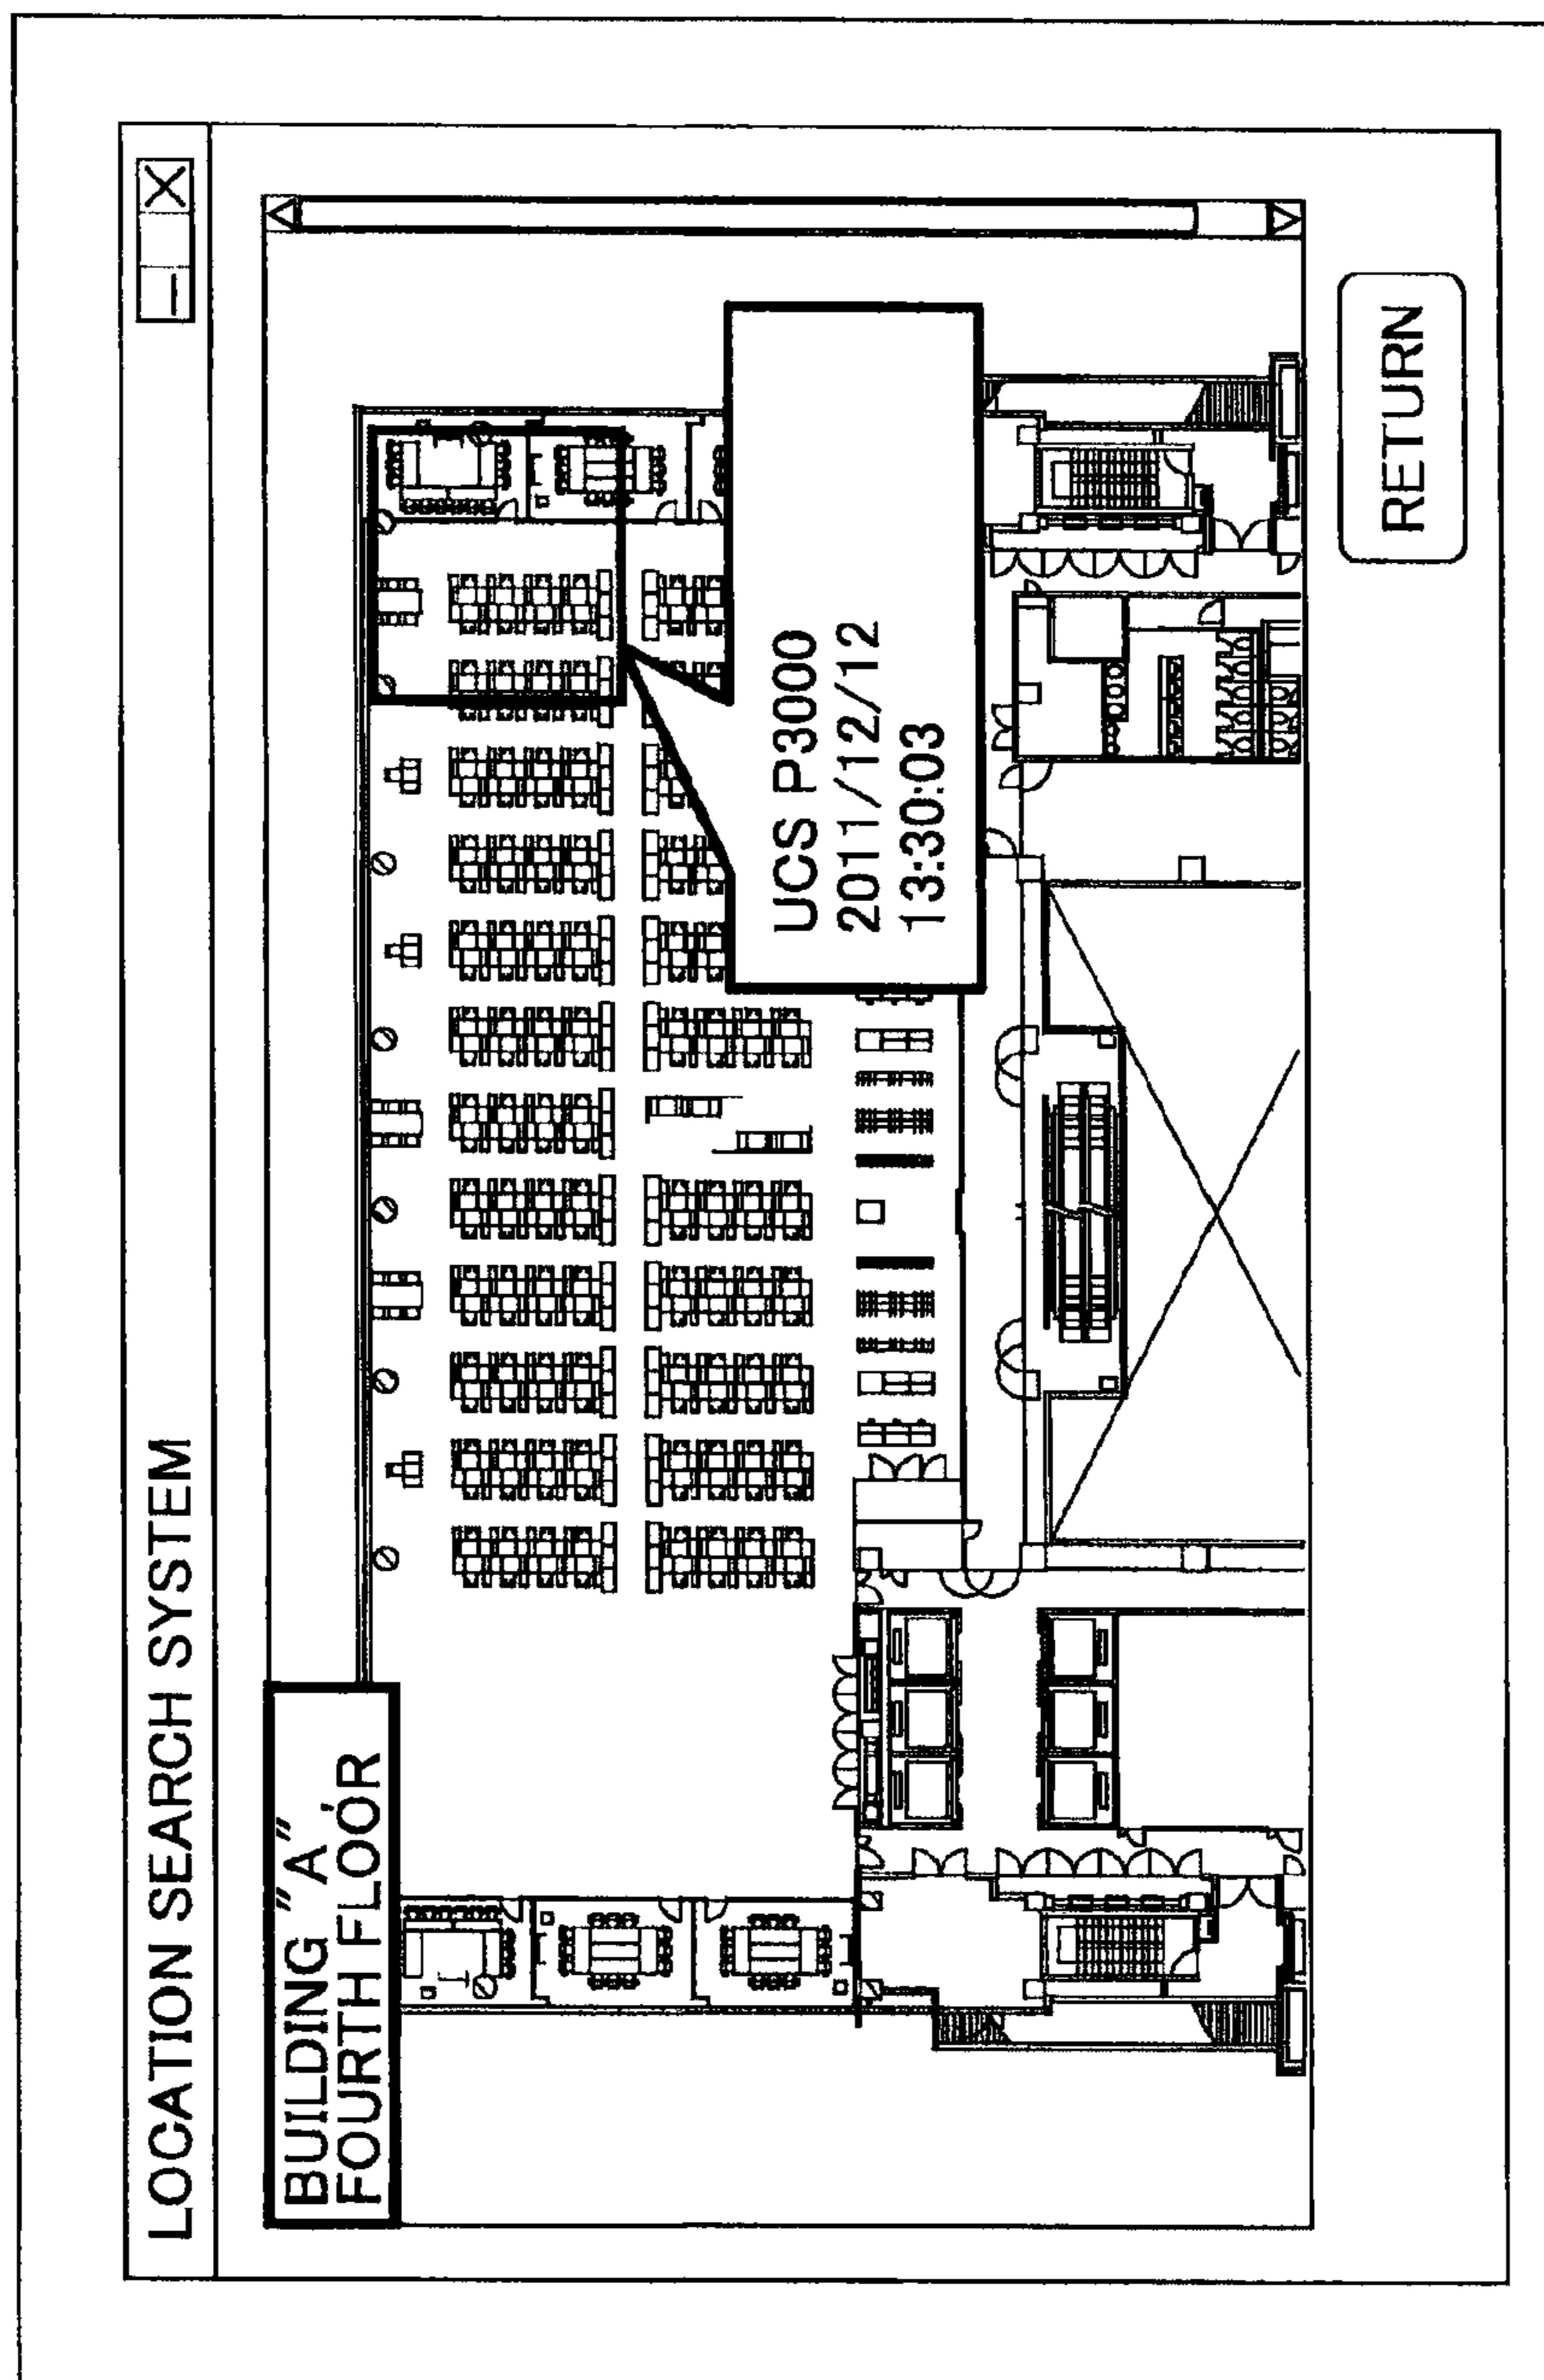 LOCATION SEARCH SYSTEM
BUILDING "A",
FOURTH FLOOR
UCS P3000
2011/12/12
13:30:03
RETURN